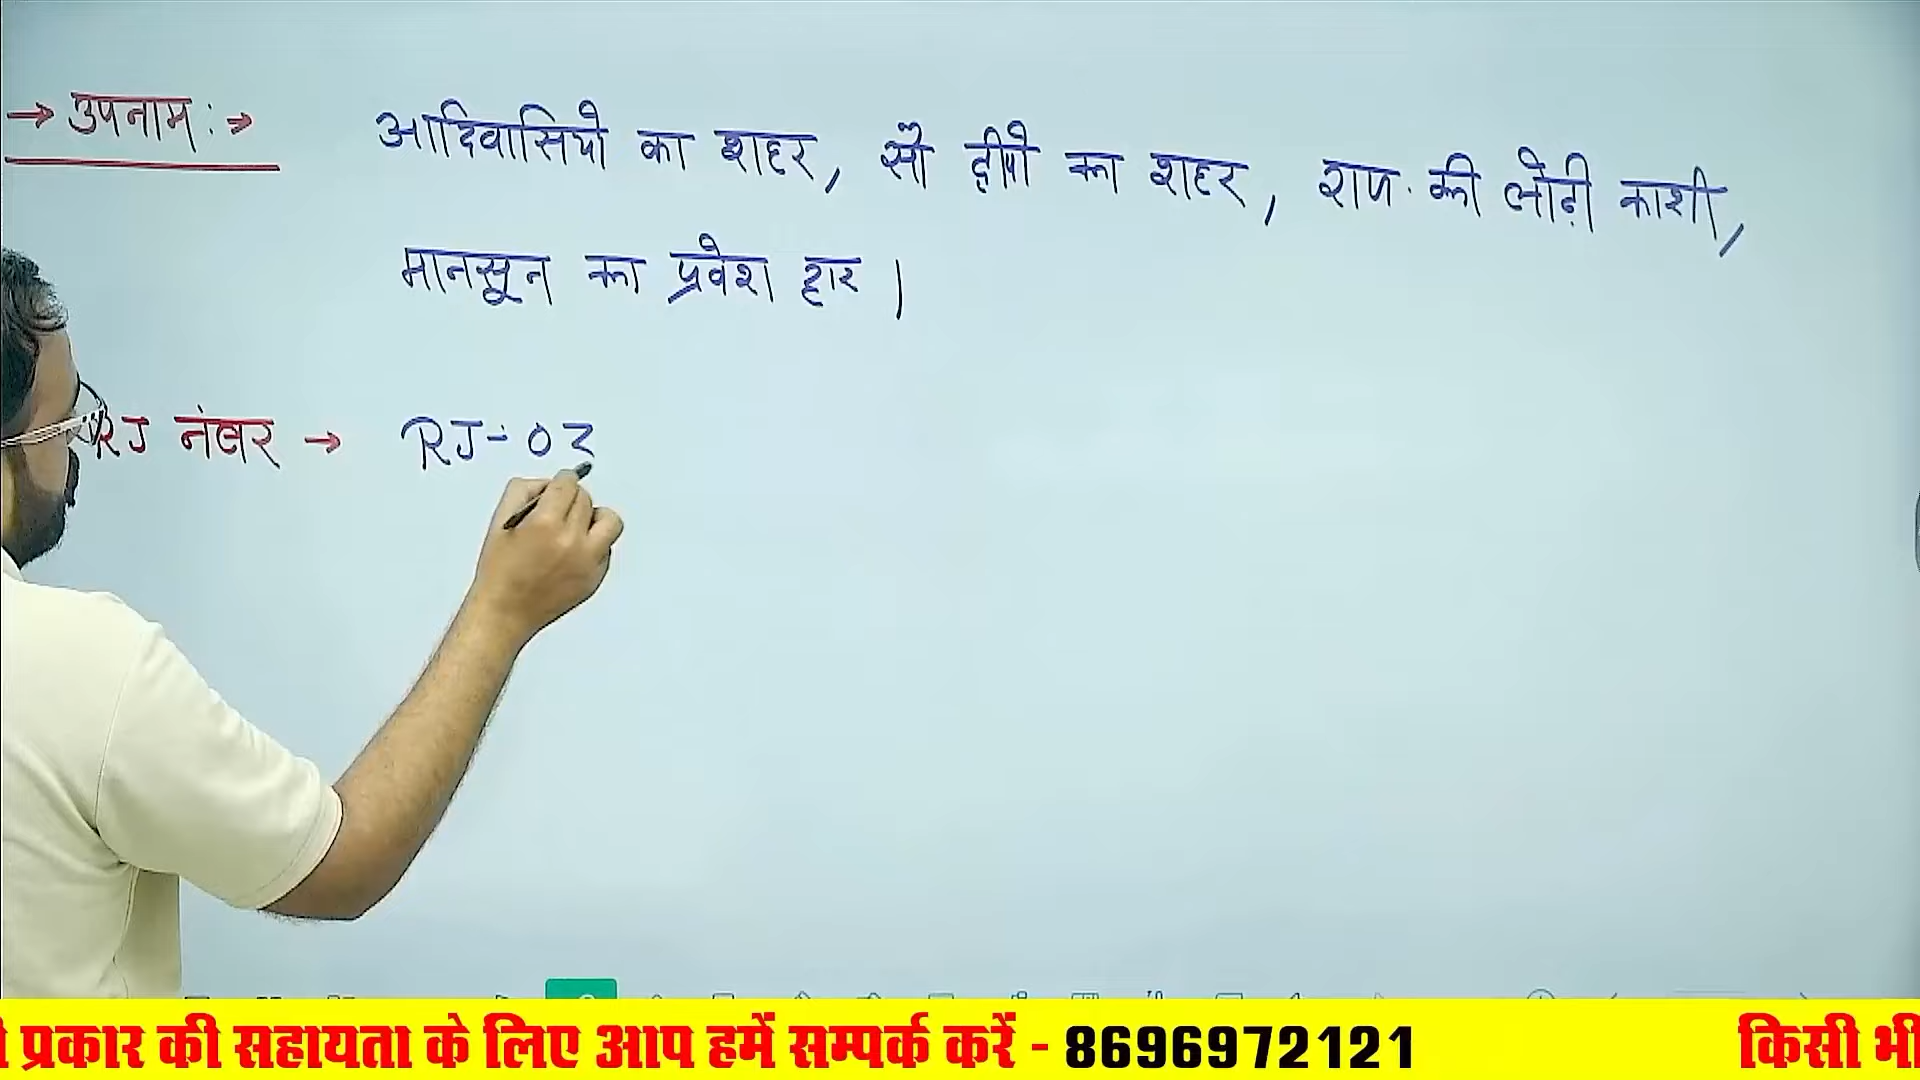 → उपनाम :→ आदिवासियो का शहर, सौ द्वीपो का शहर, राज. की लोढ़ी काशी,
मानसून का प्रवेश द्वार |
RJ नंबर → RJ-03
प्रकार की सहायता के लिए आप हमें सम्पर्क करें - 8696972121 किसी भी